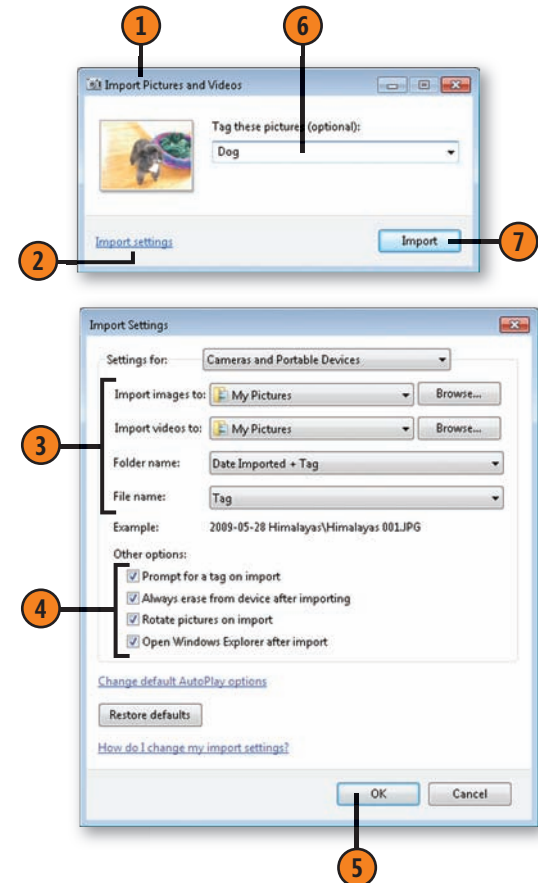 1
6
Import Pictures and Videos
Tag these pictures (optional):
Dog
Import settings
Import
2
7
Import Settings
Settings for: Cameras and Portable Devices
Import images to: My Pictures Browse...
Import videos to: My Pictures Browse...
3
Folder name: Date Imported + Tag
File name: Tag
Example: 2009-05-28 Himalayas\Himalayas 001.JPG
Other options:
Prompt for a tag on import
Always erase from device after importing
4
Rotate pictures on import
Open Windows Explorer after import
Change default AutoPlay options
Restore defaults
How do I change my import settings?
OK Cancel
5